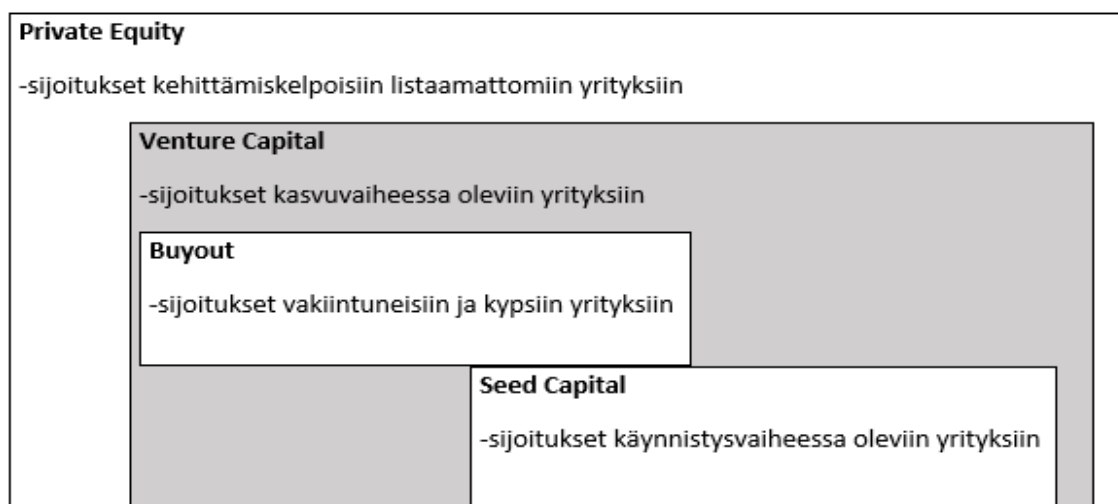 Private Equity
-sijoitukset kehittämiskelpoisiin listaamattomiin yrityksiin
Venture Capital
-sijoitukset kasvuvaiheessa oleviin yrityksiin
Buyout
-sijoitukset vakiintuneisiin ja kypsiin yrityksiin
Seed Capital
-sijoitukset käynnistysvaiheessa oleviin yrityksiin